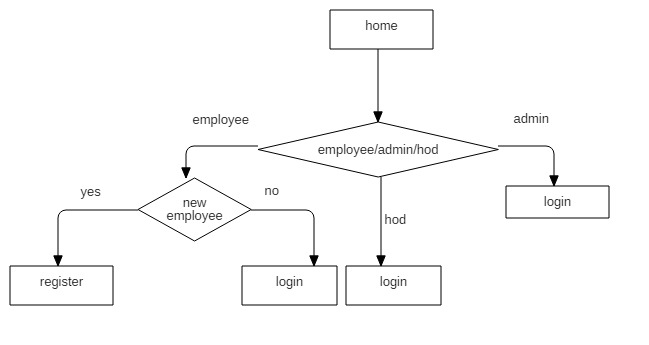 home
employee
admin
employee/admin/hod
yes
new
employee
no
hod
login
register
login
login